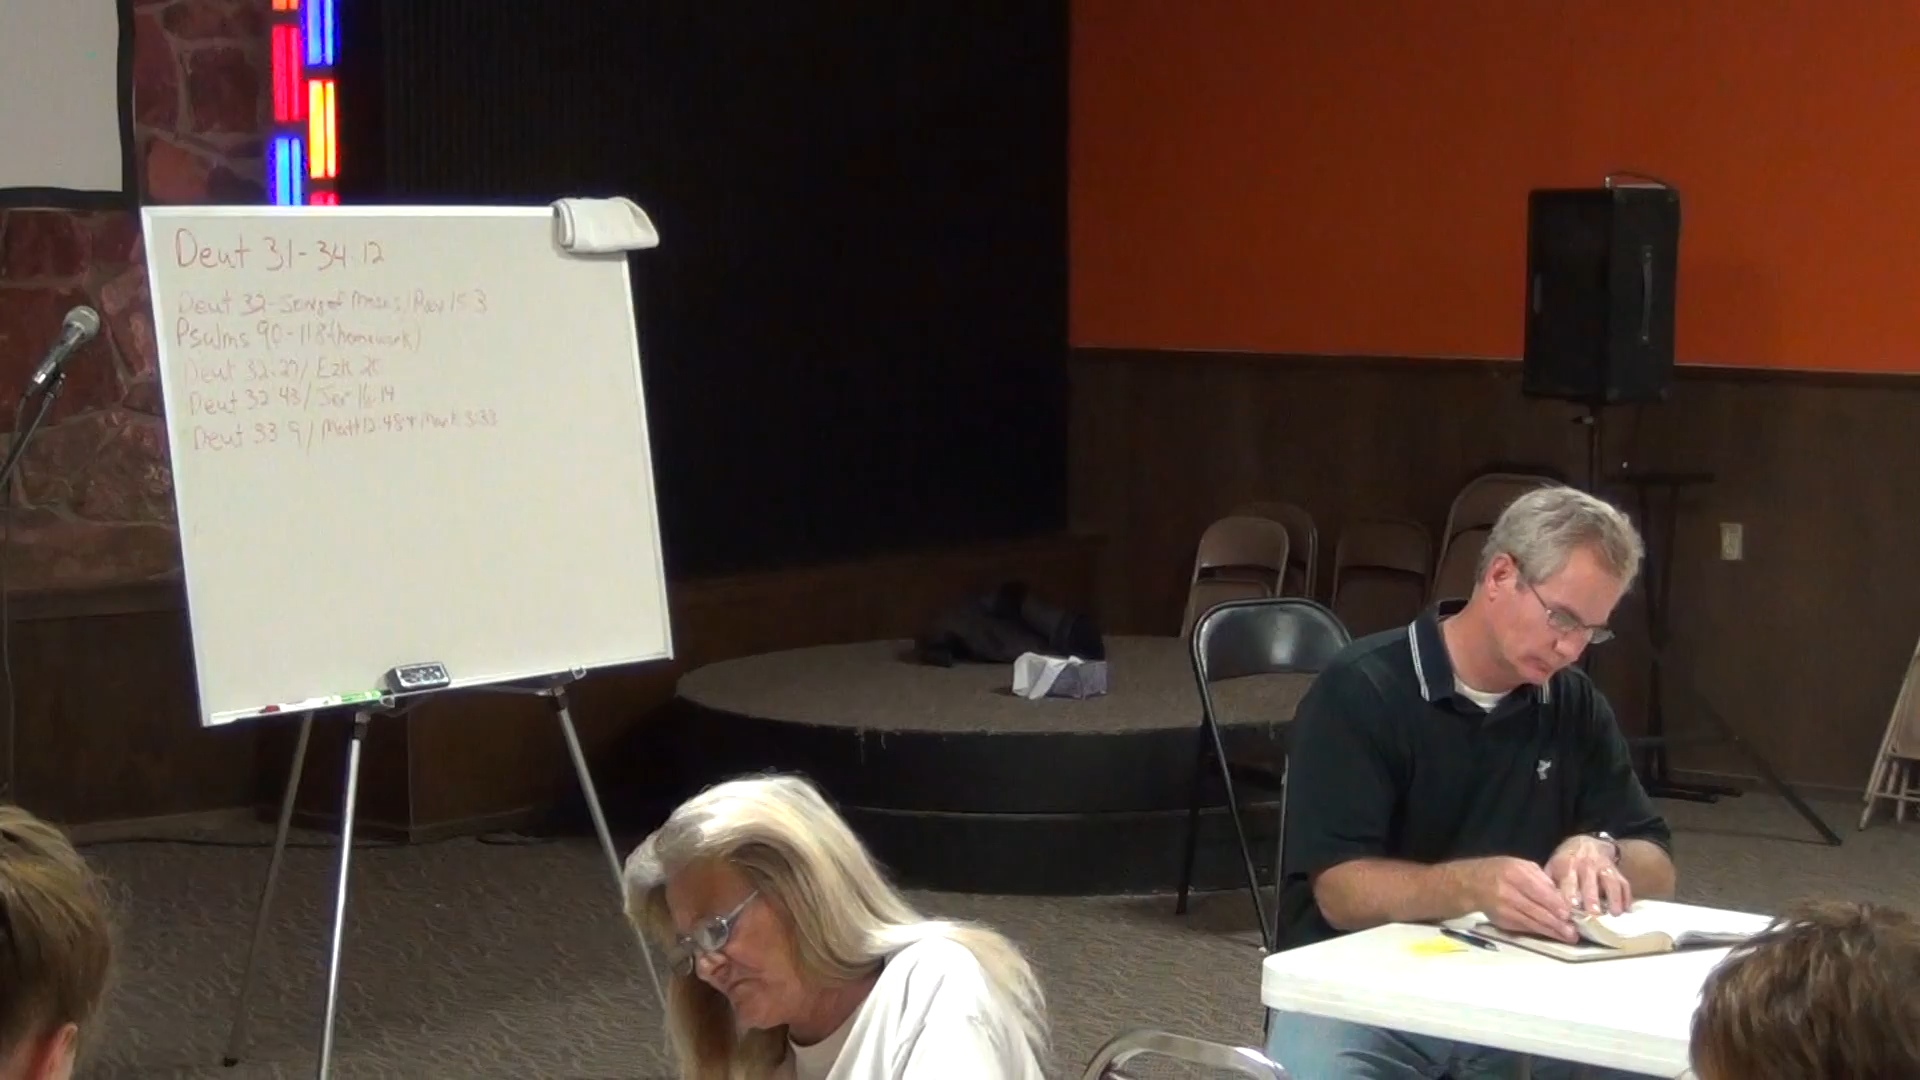 Deut 31-34:12
Deut 32-Song of Moses/Rev 15:3
Psalms 90-118 (homework)
Deut 32:27/ Ezk 20
Deut 32:43/Jer 16:14
Deut 33:9/ Matt 12:48 + Mark 3:33